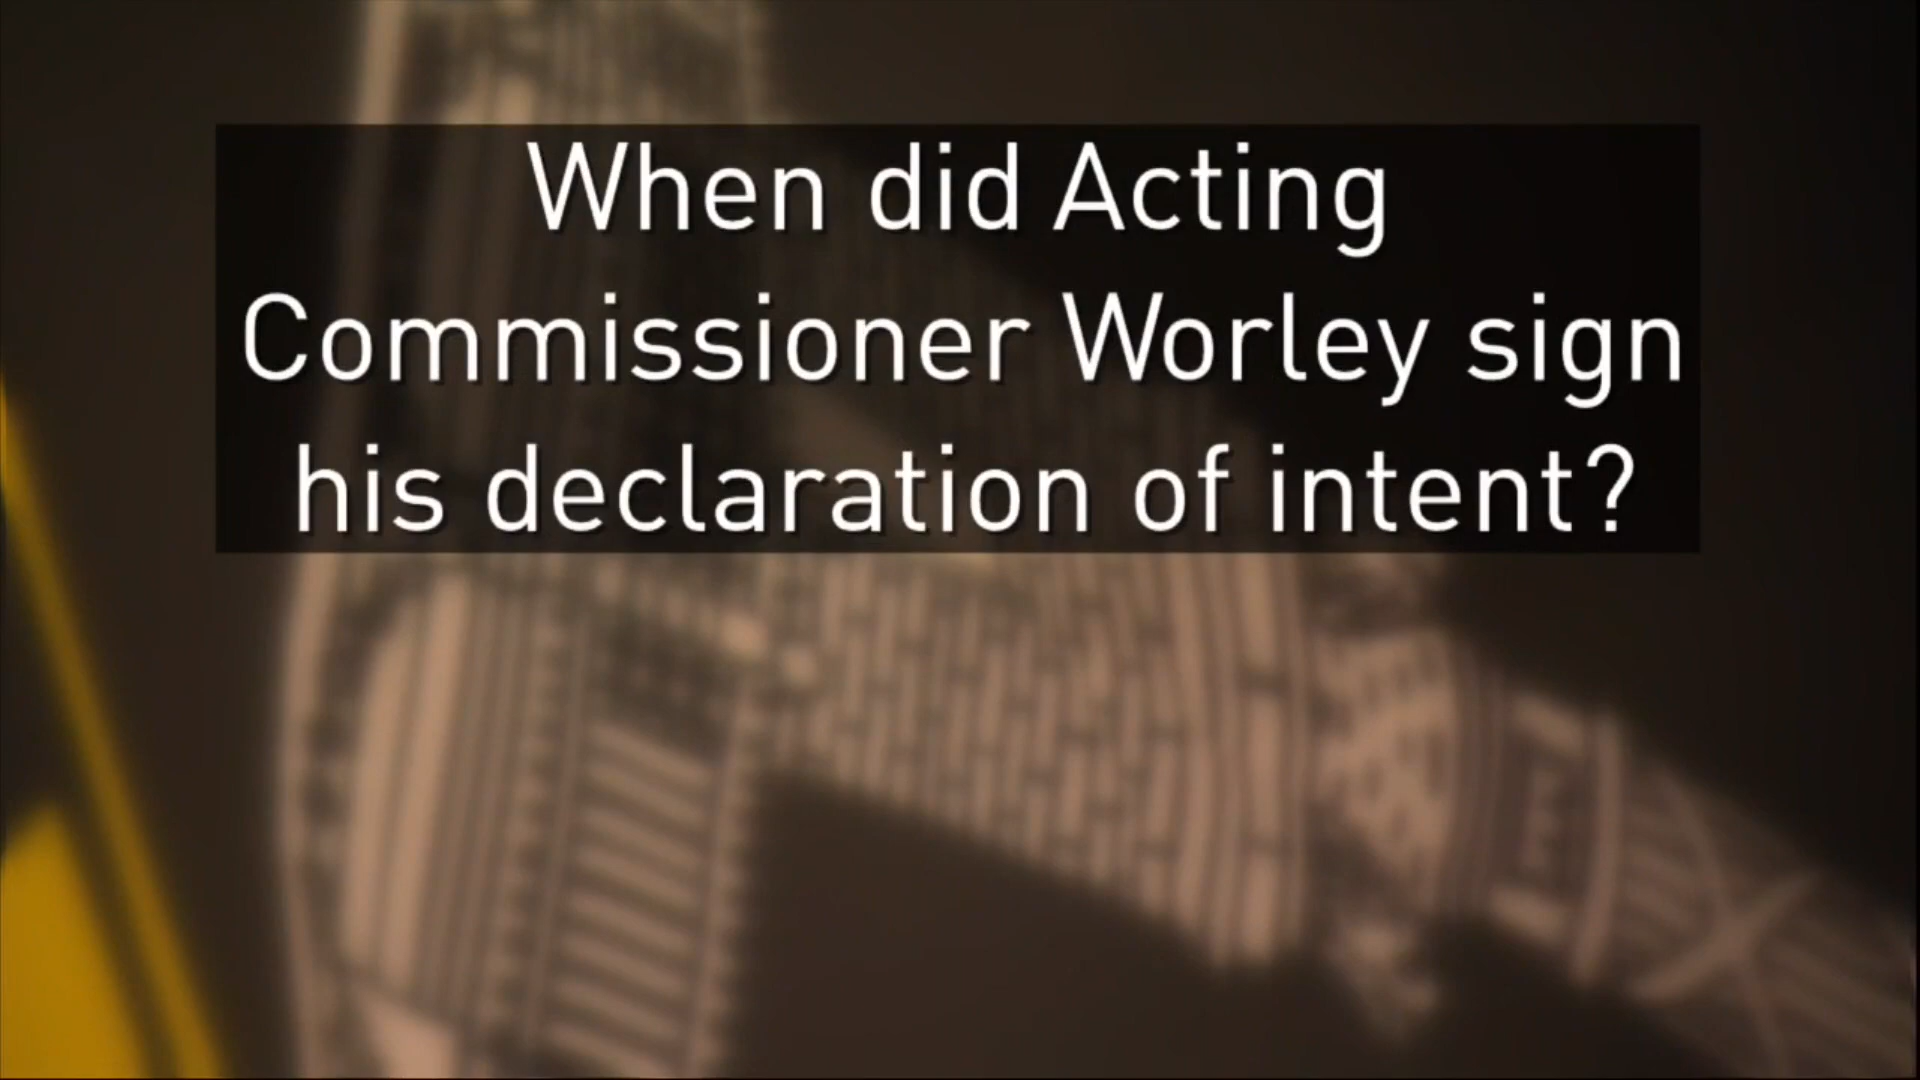 When did Acting
Commissioner Worley sign
his declaration of intent?